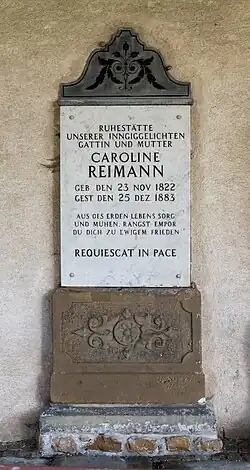 RUHESTÄTTE
UNSERER INNGIGGELICHTEN
GATTIN UND MUTTER
CAROLINE
REIMANN
GEB DEN 23 NOV 1822
GEST DEN 25 DEZ 1883
AUS DES ERDEN LEBENS SORG
UND MÜHEN, RANGST EMPOR
DU DICH ZU EWIGEM FRIEDEN
REQUIESCAT IN PACE